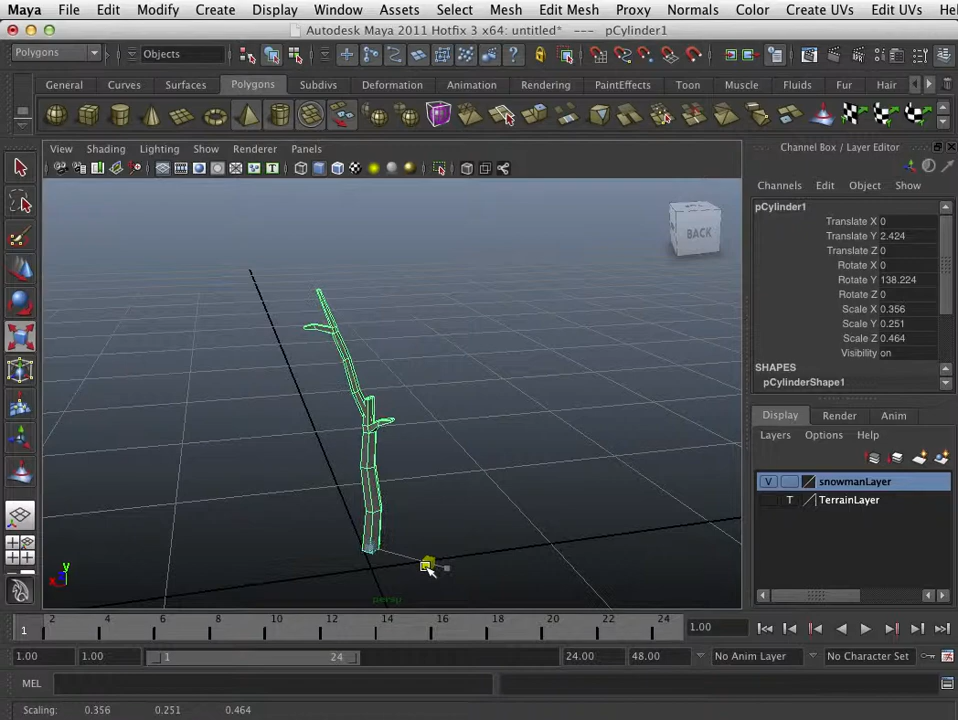 Maya File Edit Modify Create Display Window Assets Select Mesh Edit Mesh Proxy Normals Color Create UVs Edit UVs He
Autodesk Maya 2011 Hotfix 3 x64: untitled* --- pCylinder1
Polygons Objects
General Curves Surfaces Polygons Subdivs Deformation Animation Rendering PaintEffects Toon Muscle Fluids Fur Hair
View Shading Lighting Show Renderer Panels
Channel Box / Layer Editor
Channels Edit Object Show
pCylinder1
Translate X 0
Translate Y 2.424
Translate Z 0
Rotate X 0
Rotate Y 138.224
Rotate Z 0
Scale X 0.356
Scale Y 0.251
Scale Z 0.464
Visibility on
SHAPES
pCylinderShape1
BACK
Display Render Anim
Layers Options Help
V snowmanLayer
T TerrainLayer
y
x
persp
1 2 4 6 8 10 12 14 16 18 20 22 24 1.00
1.00 1.00 1 24 24.00 48.00 No Anim Layer No Character Set
MEL
Scaling: 0.356 0.251 0.464